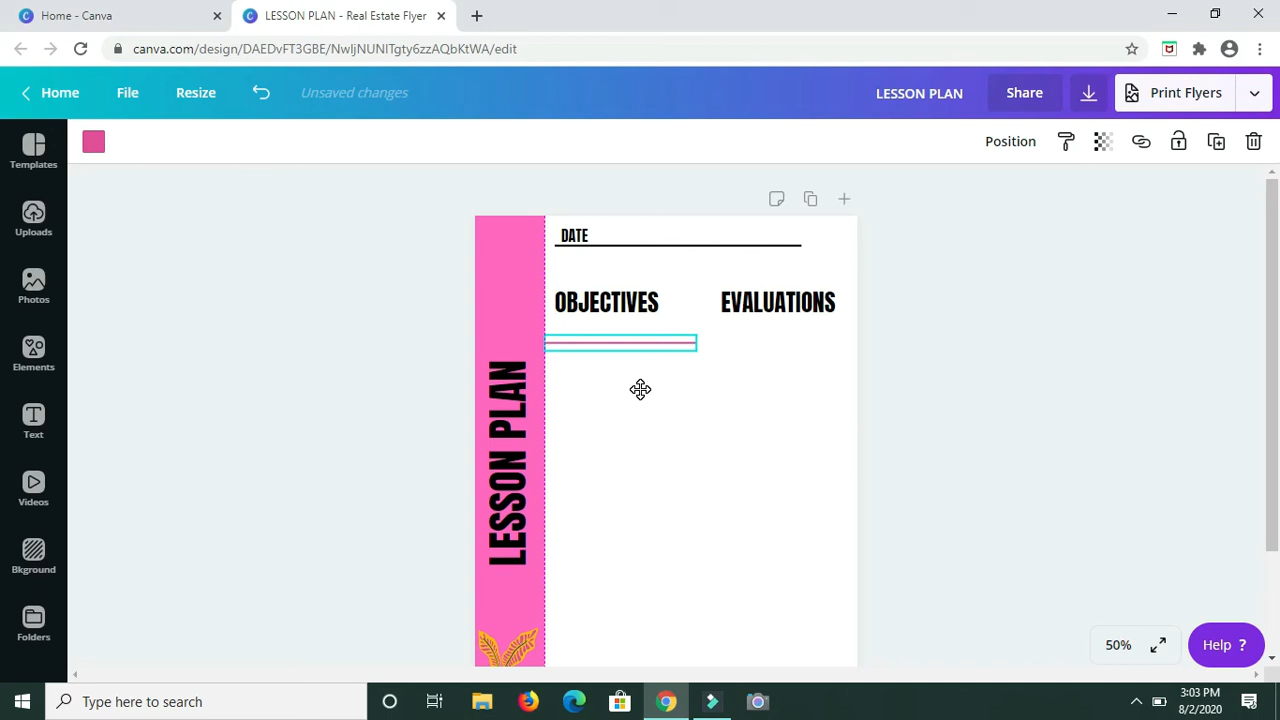 Home - Canva
LESSON PLAN - Real Estate Flyer
canva.com/design/DAEDvFT3GBE/NwIjNUNITgty6zzAQbKtWA/edit
Home
File
Resize
Unsaved changes
LESSON PLAN
Share
Print Flyers
Position
Templates
Uploads
Photos
Elements
Text
Videos
Bkground
Folders
DATE
OBJECTIVES
EVALUATIONS
LESSON PLAN
50%
Help ?
Type here to search
3:03 PM
8/2/2020